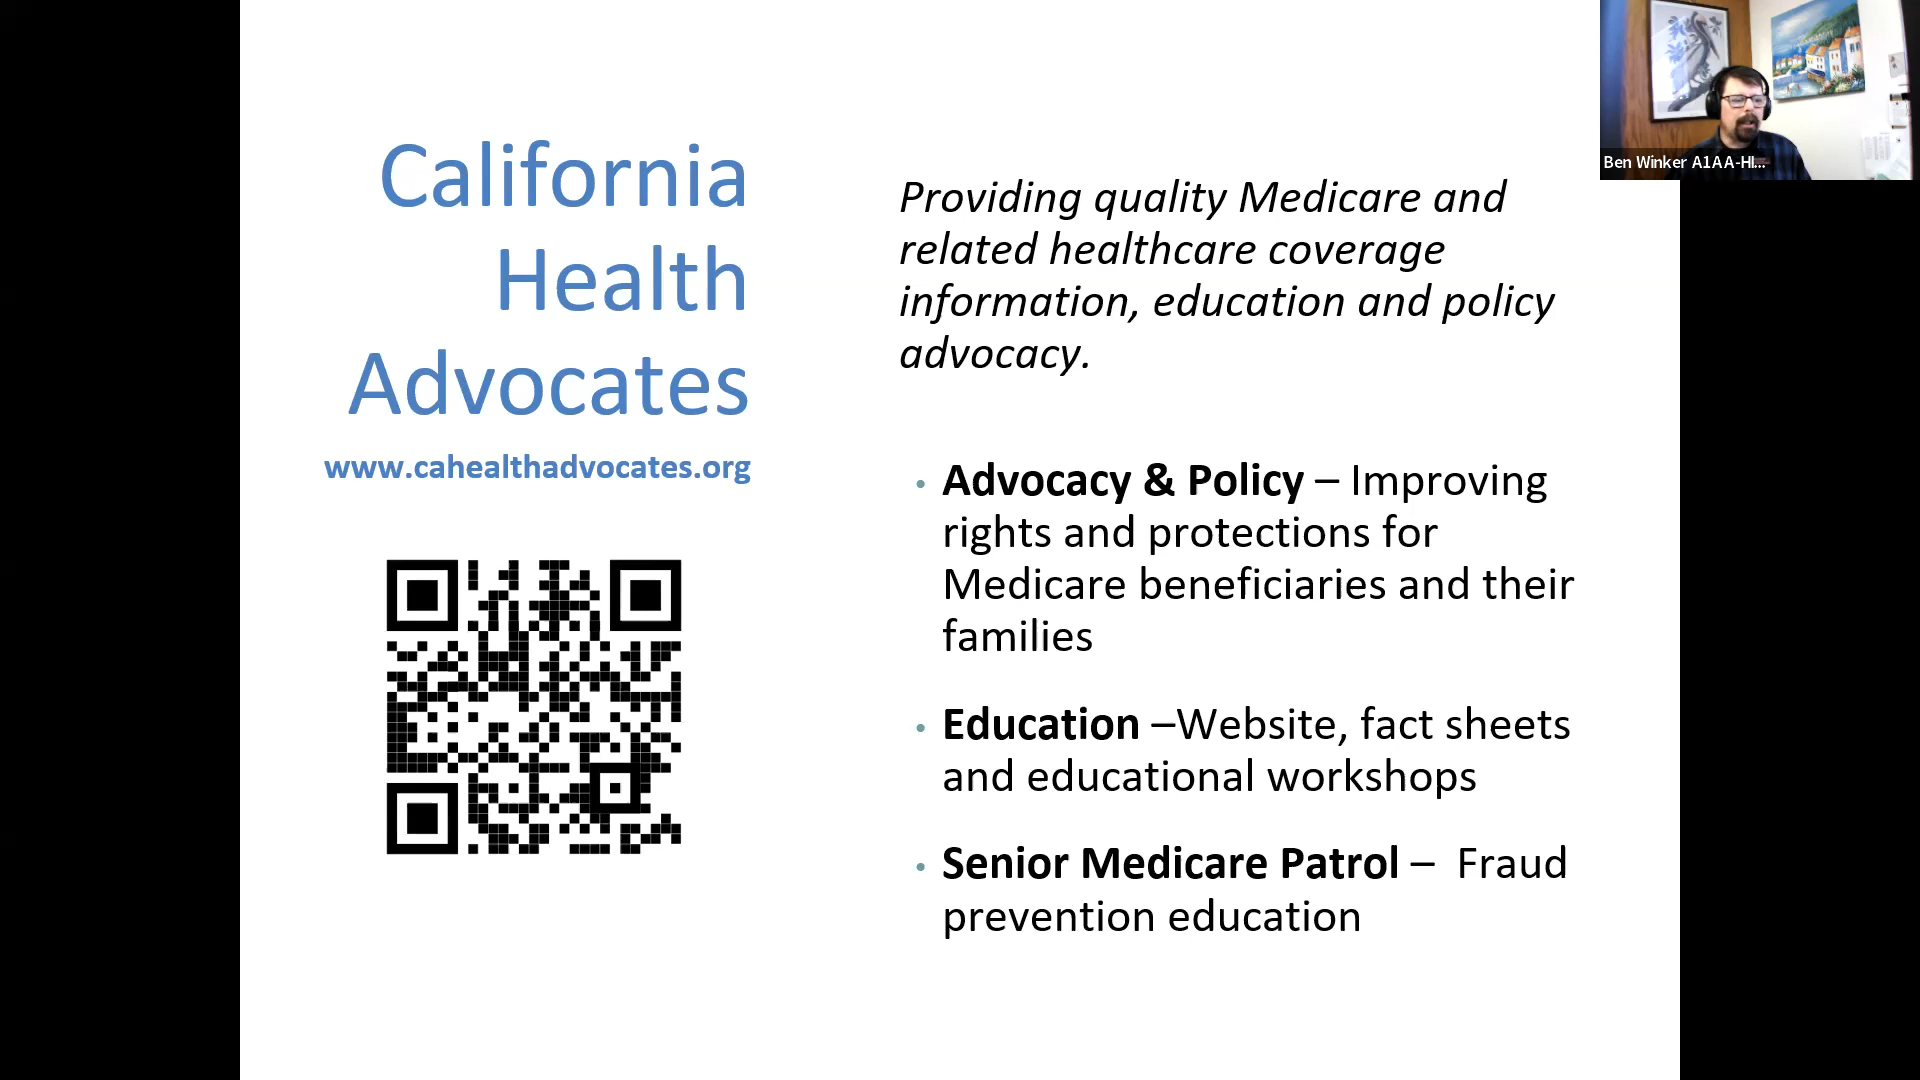 California
Health
Advocates
www.cahealthadvocates.org
Providing quality Medicare and
related healthcare coverage
information, education and policy
advocacy.
• Advocacy & Policy – Improving
rights and protections for
Medicare beneficiaries and their
families
• Education –Website, fact sheets
and educational workshops
• Senior Medicare Patrol – Fraud
prevention education
Ben Winker A1AA-HI...